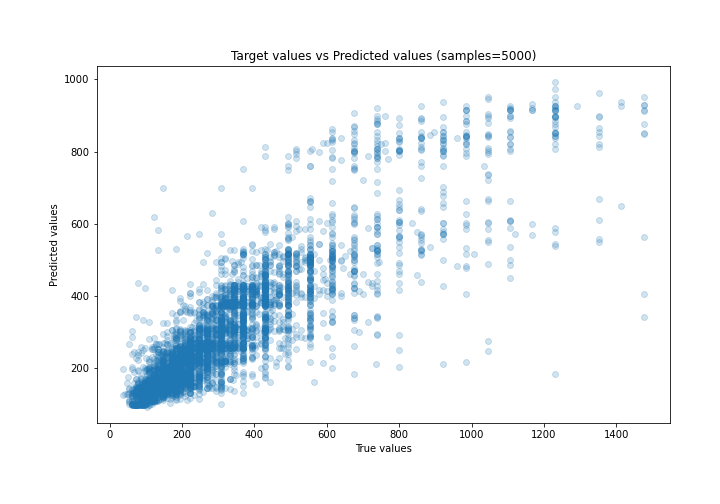 Target values vs Predicted values (samples=5000)
1000
800
600
400
200
Predicted values
0 200 400 600 800 1000 1200 1400
True values